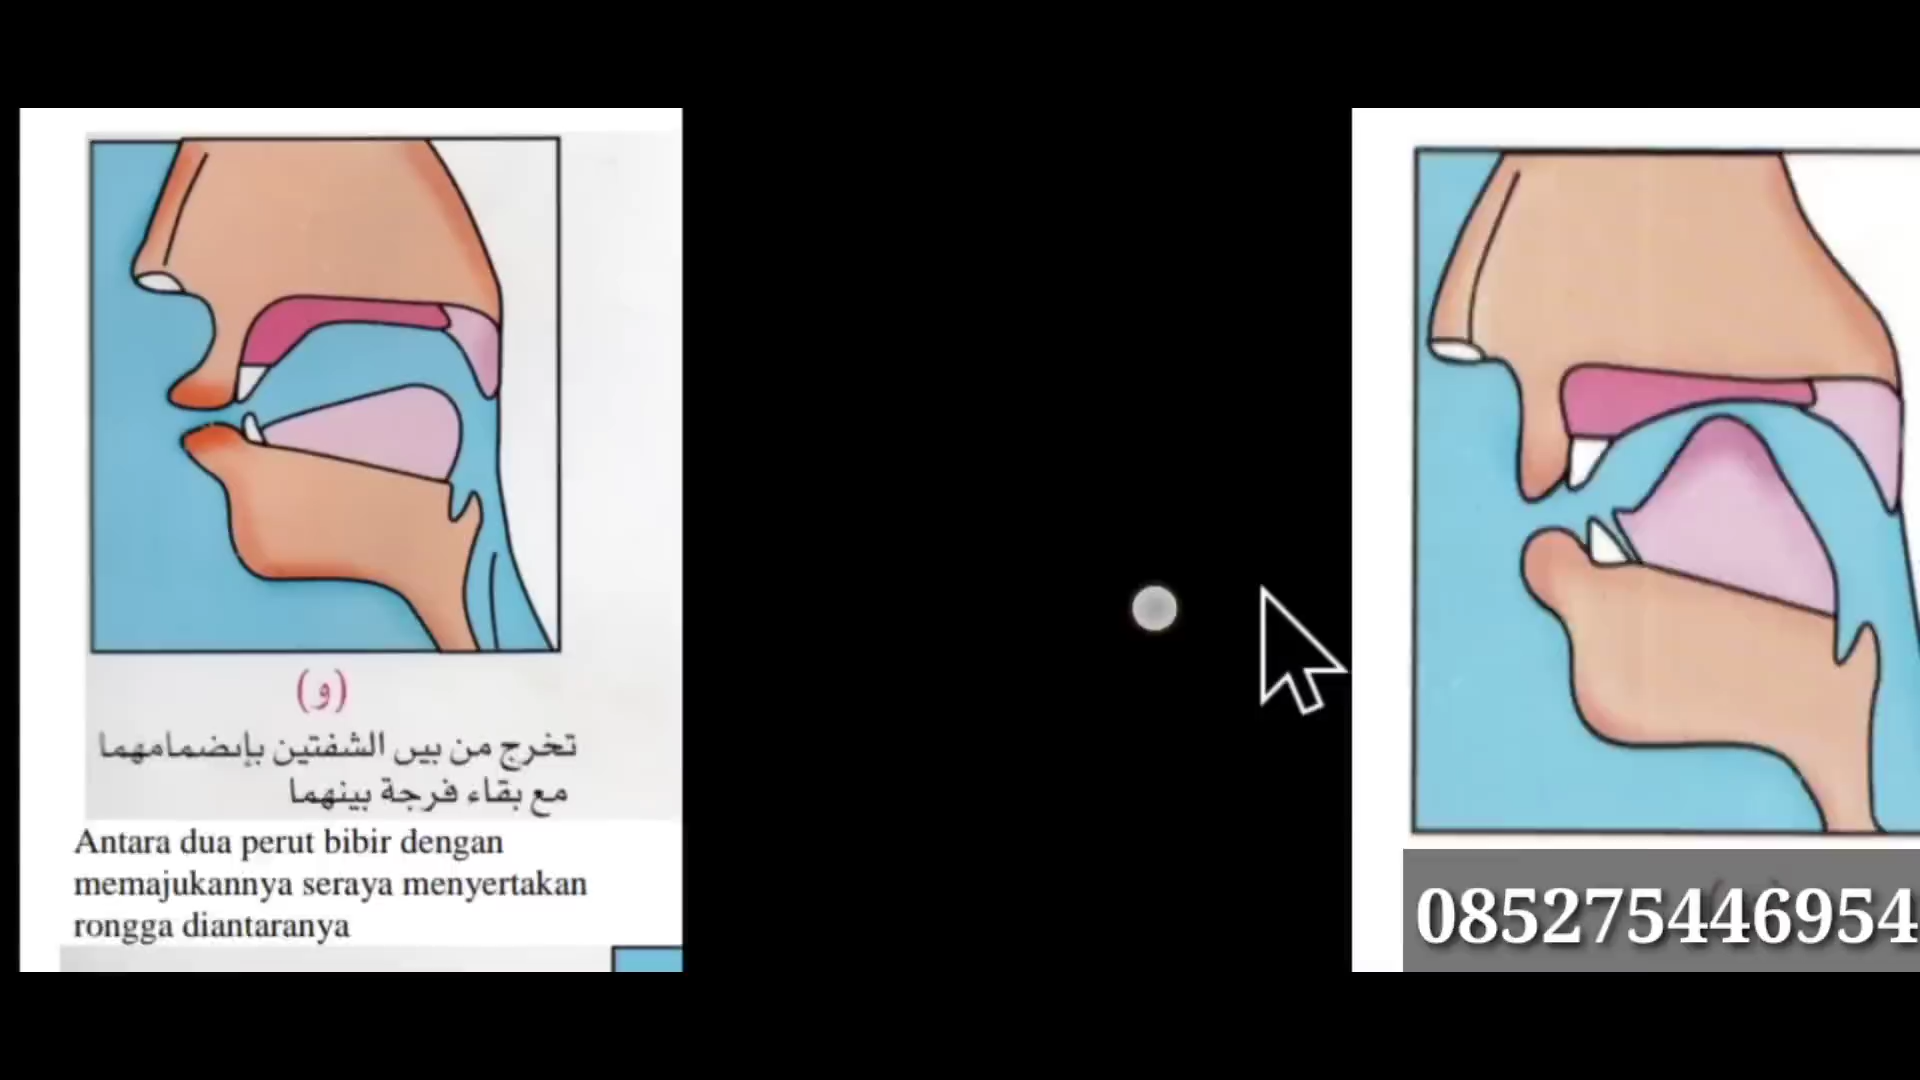 (و)
تخرج من بين الشفتين بإنضمامهما
مع بقاء فرجة بينهما
Antara dua perut bibir dengan
memajukannya seraya menyertakan
rongga diantaranya
085275446954